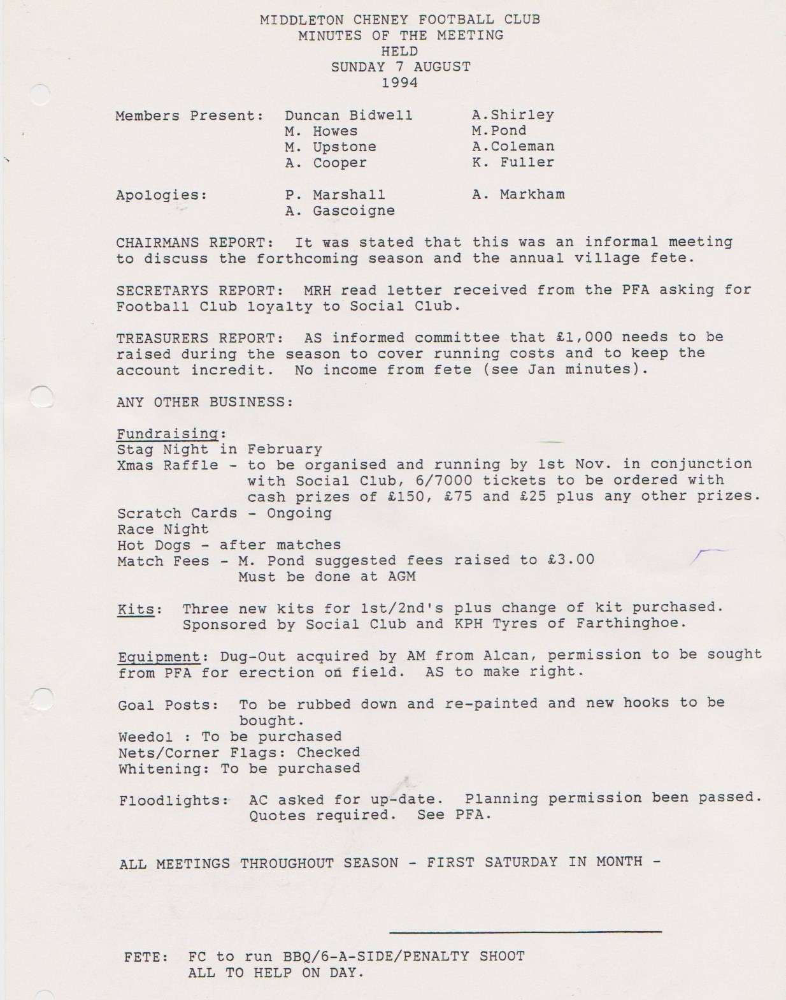 MIDDLETON CHENEY FOOTBALL CLUB
MINUTES OF THE MEETING
HELD
SUNDAY 7 AUGUST
1994
Members Present: Duncan Bidwell A.Shirley
M. Howes M.Pond
M. Upstone A.Coleman
A. Cooper K. Fuller
Apologies: P. Marshall A. Markham
A. Gascoigne
CHAIRMANS REPORT: It was stated that this was an informal meeting
to discuss the forthcoming season and the annual village fete.
SECRETARYS REPORT: MRH read letter received from the PFA asking for
Football Club loyalty to Social Club.
TREASURERS REPORT: AS informed committee that £1,000 needs to be
raised during the season to cover running costs and to keep the
account incredit. No income from fete (see Jan minutes).
ANY OTHER BUSINESS:
Fundraising:
Stag Night in February
Xmas Raffle - to be organised and running by 1st Nov. in conjunction
with Social Club, 6/7000 tickets to be ordered with
cash prizes of £150, £75 and £25 plus any other prizes.
Scratch Cards - Ongoing
Race Night
Hot Dogs - after matches
Match Fees - M. Pond suggested fees raised to £3.00
Must be done at AGM
Kits: Three new kits for 1st/2nd's plus change of kit purchased.
Sponsored by Social Club and KPH Tyres of Farthinghoe.
Equipment: Dug-Out acquired by AM from Alcan, permission to be sought
from PFA for erection on field. AS to make right.
Goal Posts: To be rubbed down and re-painted and new hooks to be
bought.
Weedol : To be purchased
Nets/Corner Flags: Checked
Whitening: To be purchased
Floodlights: AC asked for up-date. Planning permission been passed.
Quotes required. See PFA.
ALL MEETINGS THROUGHOUT SEASON - FIRST SATURDAY IN MONTH -
FETE: FC to run BBQ/6-A-SIDE/PENALTY SHOOT
ALL TO HELP ON DAY.